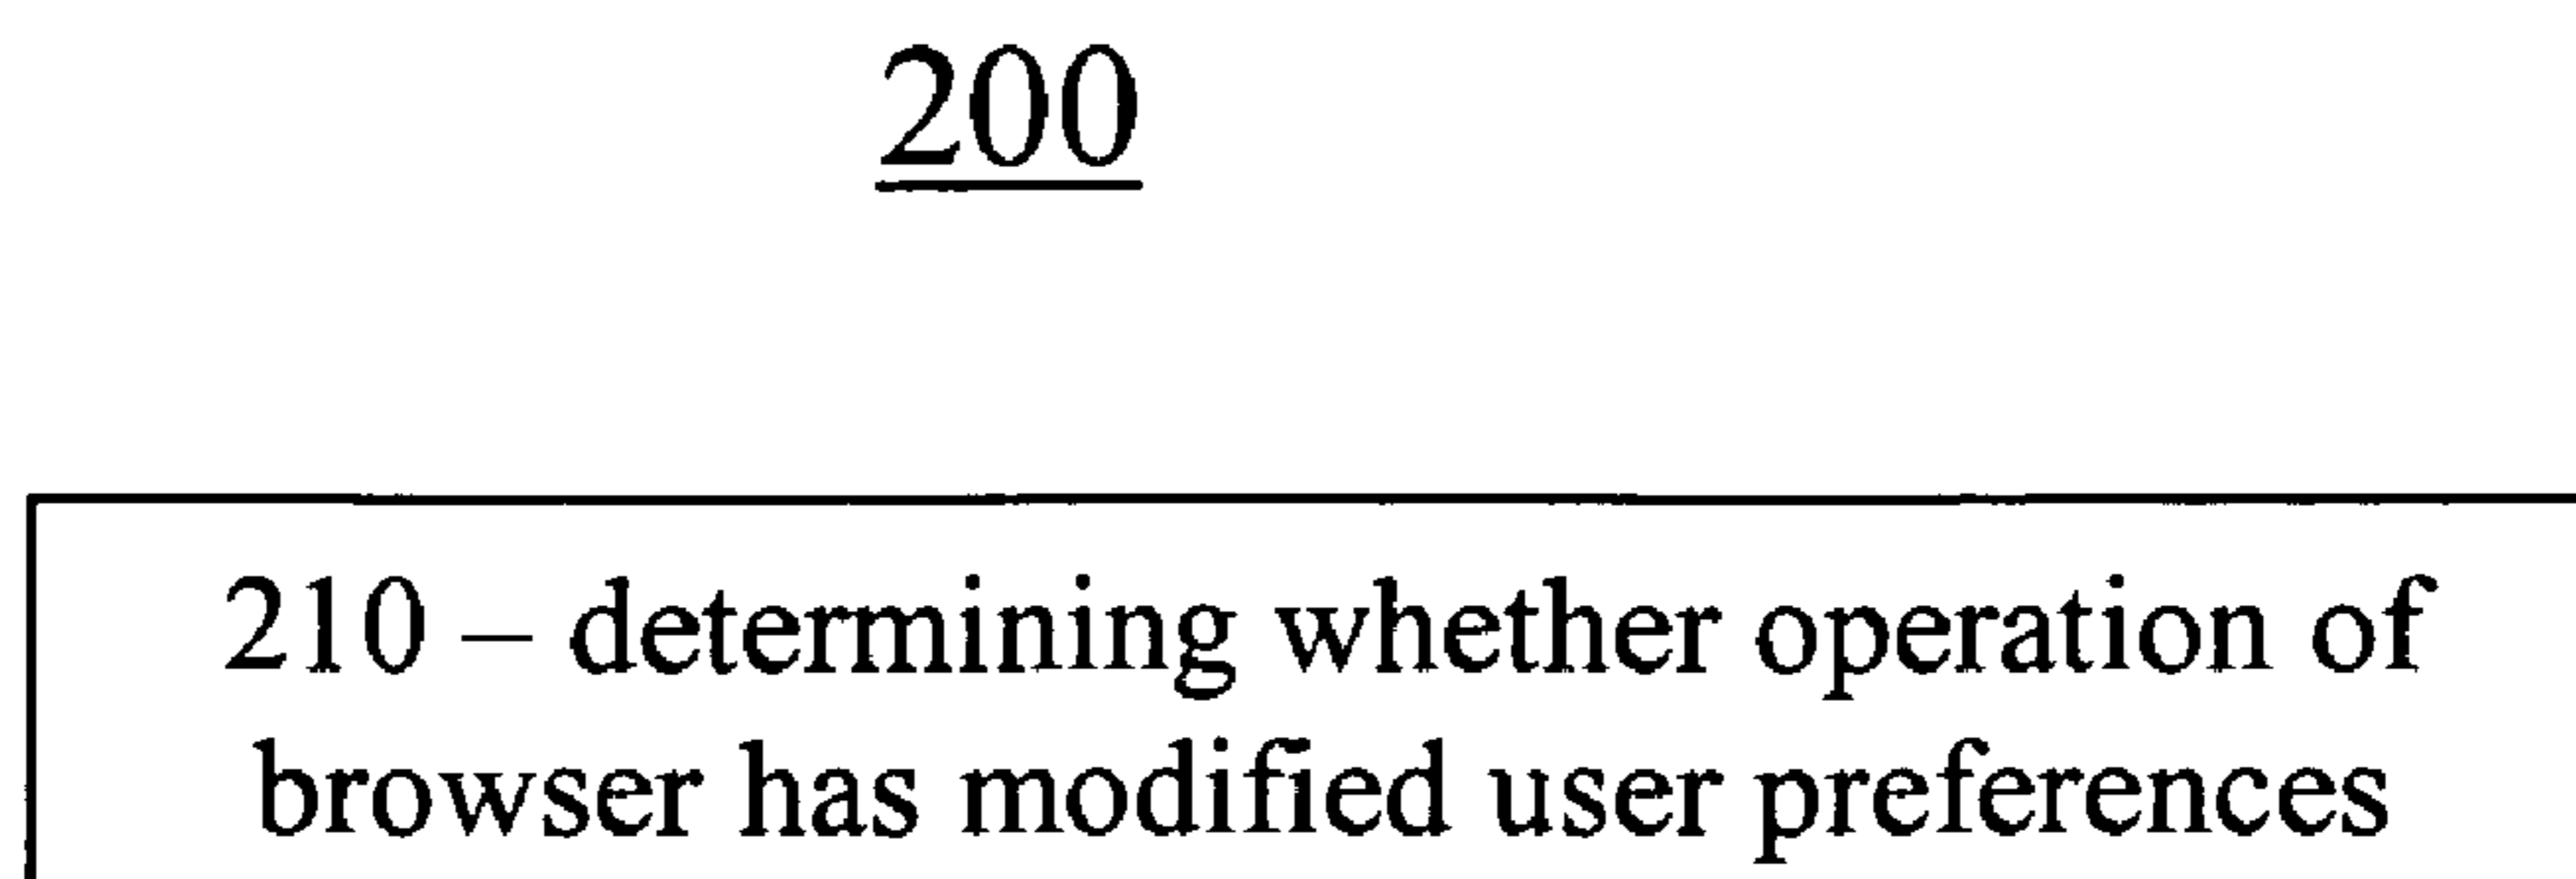 200
210 – determining whether operation of
browser has modified user preferences